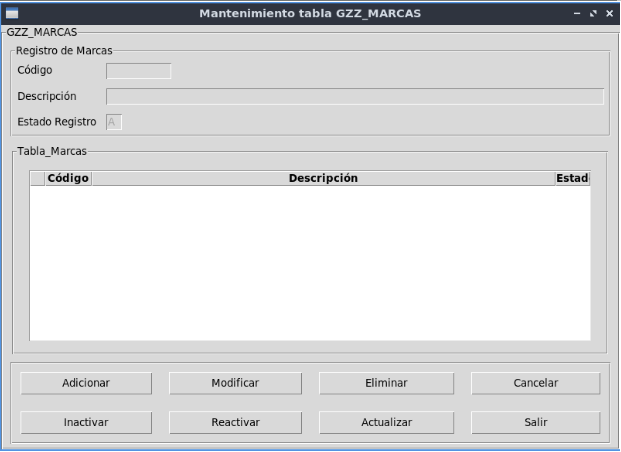 Mantenimiento tabla GZZ_MARCAS
GZZ_MARCAS
Registro de Marcas
Código
Descripción
Estado Registro A
Tabla_Marcas
Código Descripción Estad
Adicionar Modificar Eliminar Cancelar
Inactivar Reactivar Actualizar Salir